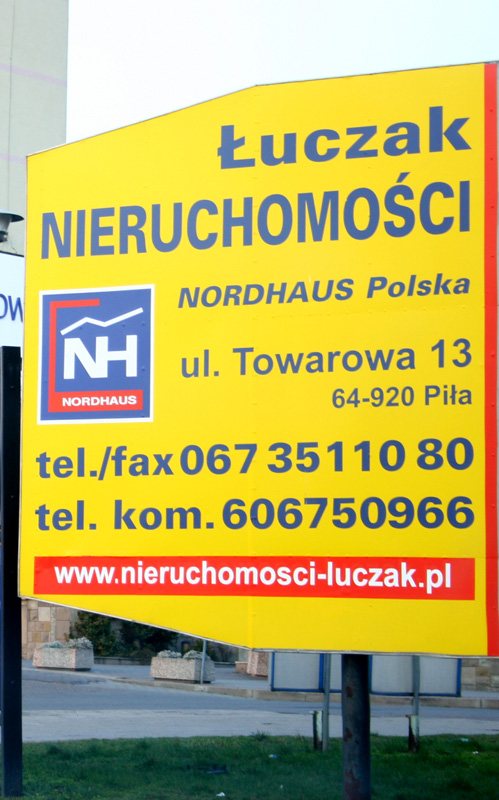 Łuczak
NIERUCHOMOŚCI
NORDHAUS Polska
NH
NORDHAUS
ul. Towarowa 13
64-920 Piła
tel./fax 067 35110 80
tel. kom. 606750966
www.nieruchomosci-luczak.pl
OW